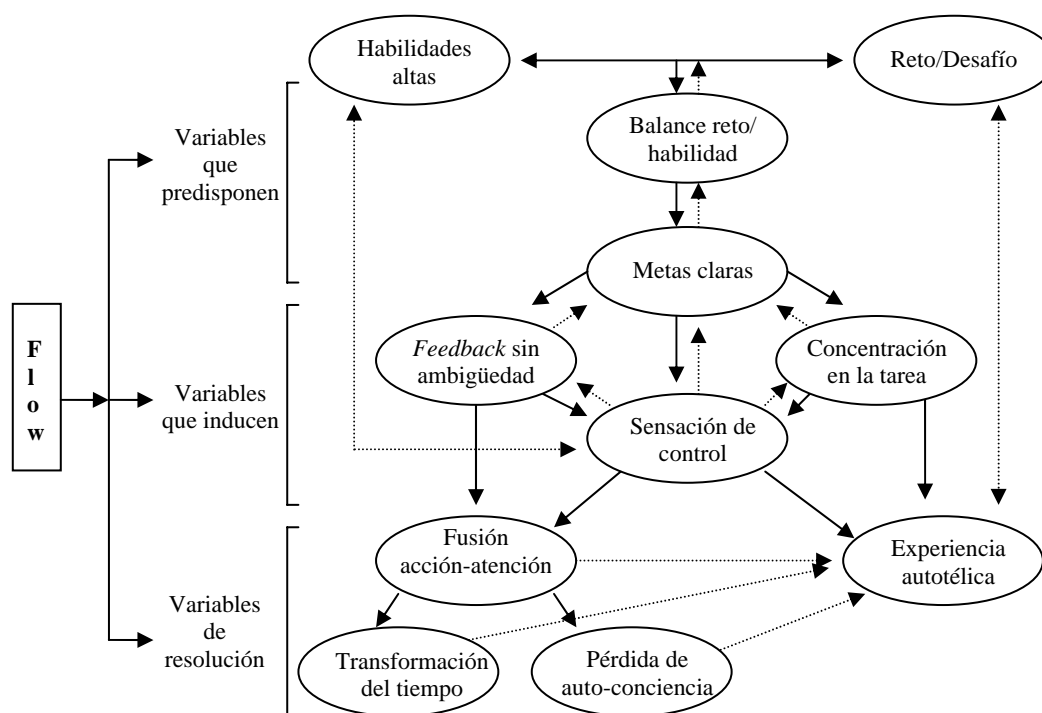 Habilidades
altas
Reto/Desafío
Balance reto/
habilidad
Variables
que
predisponen
Metas claras
F
l
o
w
Feedback sin
ambigüedad
Concentración
en la tarea
Variables
que inducen
Sensación de
control
Fusión
acción-atención
Experiencia
autotélica
Variables
de
resolución
Transformación
del tiempo
Pérdida de
auto-conciencia